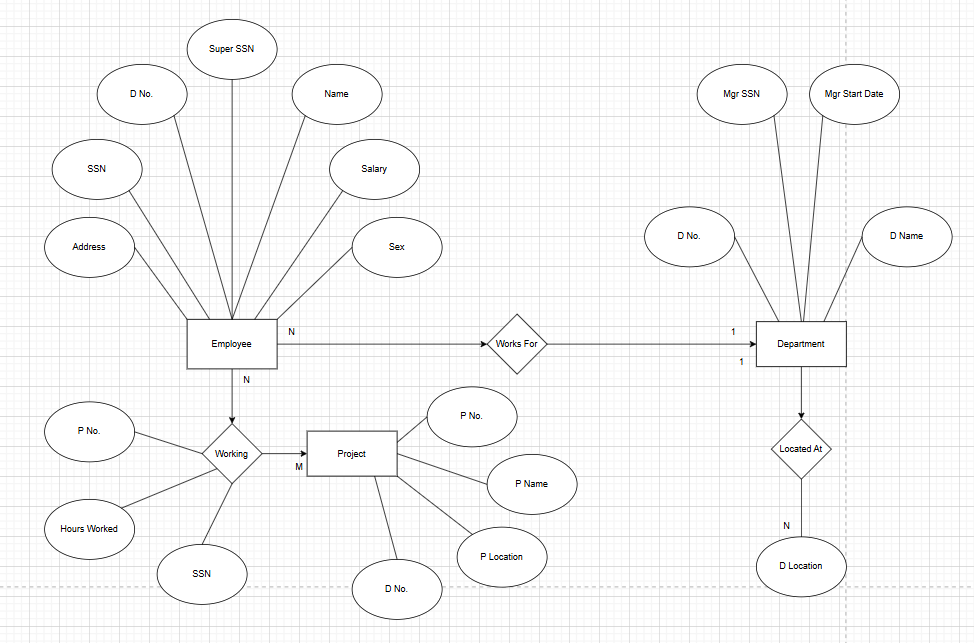 Super SSN
D No.
Name
Mgr SSN
Mgr Start Date
SSN
Salary
Address
Sex
D No.
D Name
N
1
Employee
Works For
Department
1
N
P No.
P No.
Working
Project
Located At
M
P Name
Hours Worked
N
P Location
D Location
SSN
D No.